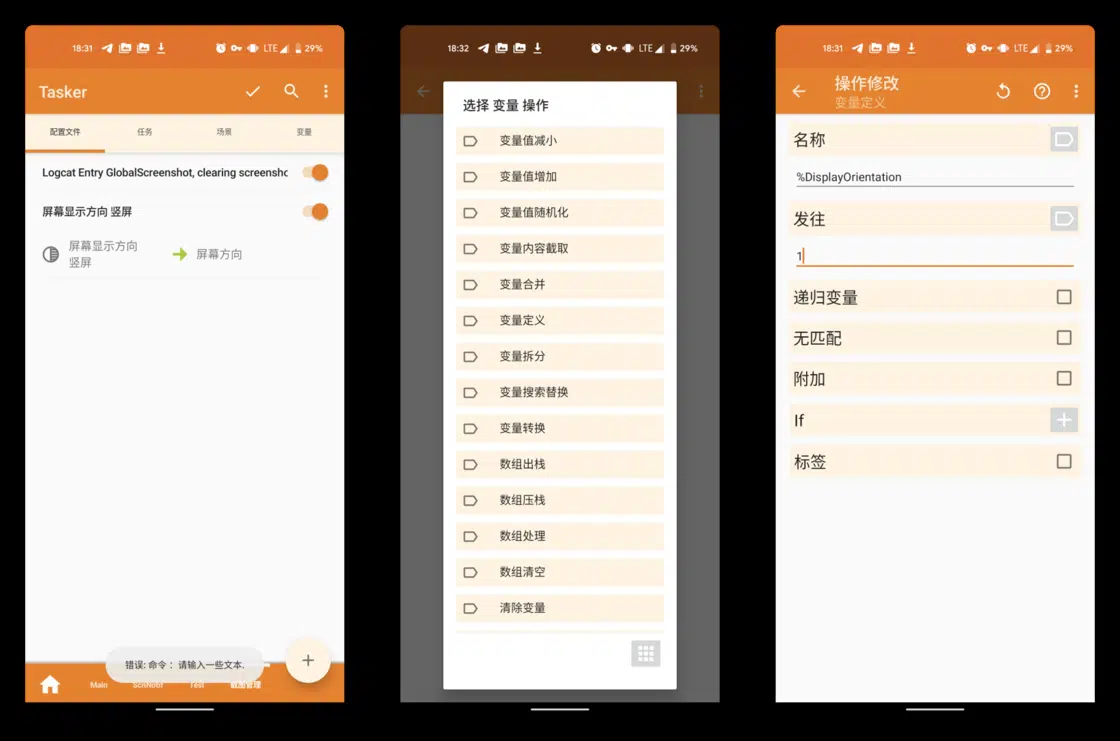 18:31 LTE 29%
Tasker
配置文件 任务 场景 变量
Logcat Entry GlobalScreenshot, clearing screensho
屏幕显示方向 竖屏
屏幕显示方向
竖屏
屏幕方向
错误: 命令 : 请输入一些文本.
Main ScnNotif Test 截图管理
18:32 LTE 29%
选择 变量 操作
变量值减小
变量值增加
变量值随机化
变量内容截取
变量合并
变量定义
变量拆分
变量搜索替换
变量转换
数组出栈
数组压栈
数组处理
数组清空
清除变量
18:31 LTE 29%
操作修改
变量定义
名称
%DisplayOrientation
发往
1
递归变量
无匹配
附加
If
标签